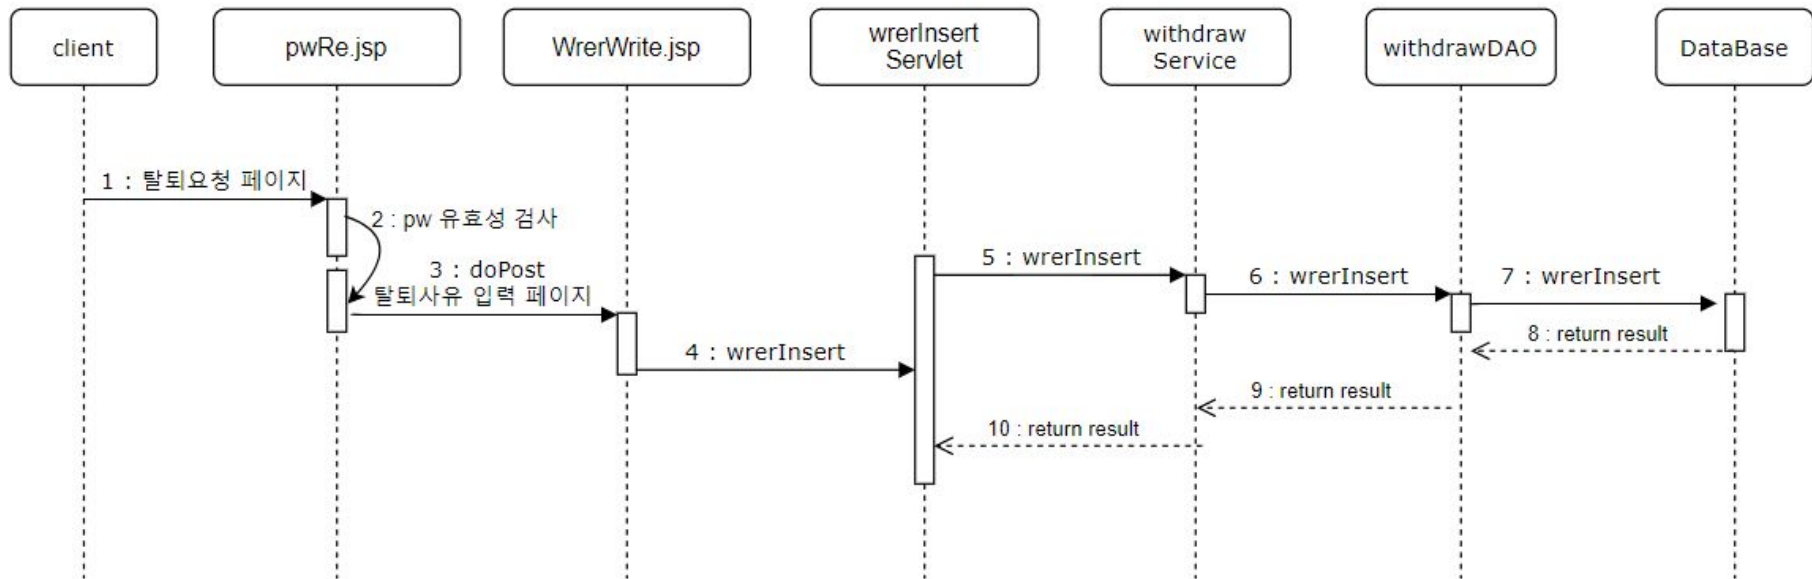 client
pwRe.jsp
WrerWrite.jsp
wrerInsert
Servlet
withdraw
Service
withdrawDAO
DataBase
1 : 탈퇴요청 페이지
2 : pw 유효성 검사
3 : doPost
탈퇴사유 입력 페이지
4 : wrerInsert
5 : wrerInsert
6 : wrerInsert
7 : wrerInsert
8 : return result
9 : return result
10 : return result